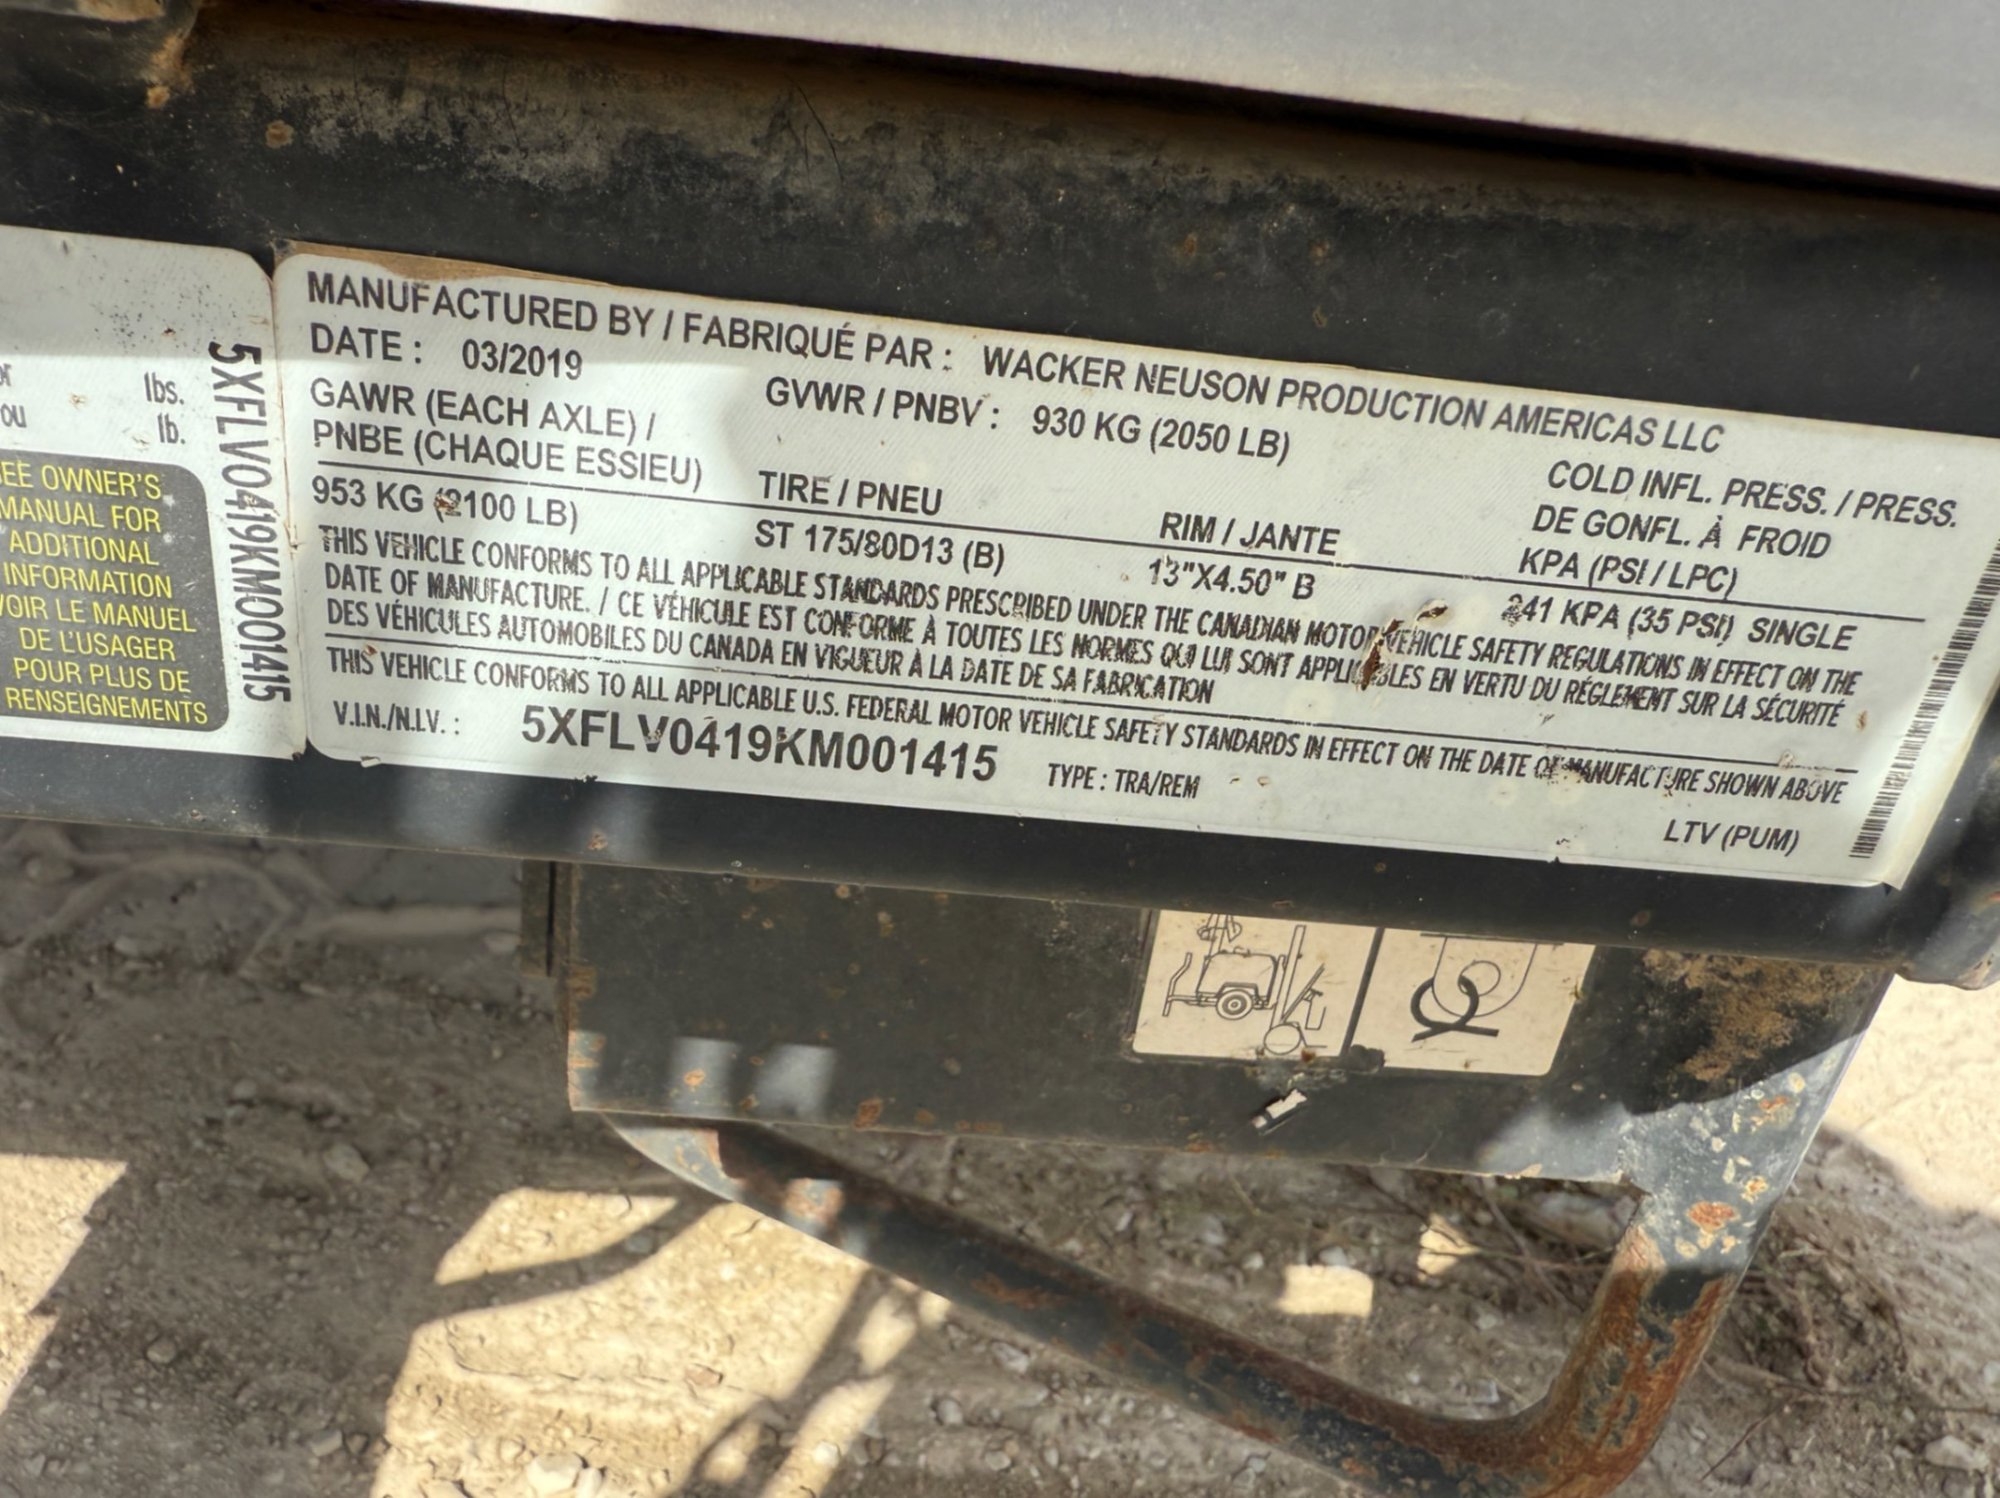 or lbs.
ou lb.
SEE OWNER'S
MANUAL FOR
ADDITIONAL
INFORMATION
VOIR LE MANUEL
DE L'USAGER
POUR PLUS DE
RENSEIGNEMENTS
5XFLV0419KM001415
MANUFACTURED BY / FABRIQUÉ PAR : WACKER NEUSON PRODUCTION AMERICAS LLC
DATE : 03/2019
GVWR / PNBV : 930 KG (2050 LB)
GAWR (EACH AXLE) /
PNBE (CHAQUE ESSIEU)
TIRE / PNEU
RIM / JANTE
COLD INFL. PRESS. / PRESS.
DE GONFL. À FROID
KPA (PSI / LPC)
953 KG (2100 LB) ST 175/80D13 (B) 13"X4.50" B 241 KPA (35 PSI) SINGLE
THIS VEHICLE CONFORMS TO ALL APPLICABLE STANDARDS PRESCRIBED UNDER THE CANADIAN MOTOR VEHICLE SAFETY REGULATIONS IN EFFECT ON THE
DATE OF MANUFACTURE. / CE VÉHICULE EST CONFORME À TOUTES LES NORMES QUI LUI SONT APPLICABLES EN VERTU DU RÈGLEMENT SUR LA SÉCURITÉ
DES VÉHICULES AUTOMOBILES DU CANADA EN VIGUEUR À LA DATE DE SA FABRICATION
THIS VEHICLE CONFORMS TO ALL APPLICABLE U.S. FEDERAL MOTOR VEHICLE SAFETY STANDARDS IN EFFECT ON THE DATE OF MANUFACTURE SHOWN ABOVE
V.I.N./N.I.V. : 5XFLV0419KM001415 TYPE : TRA/REM LTV (PUM)